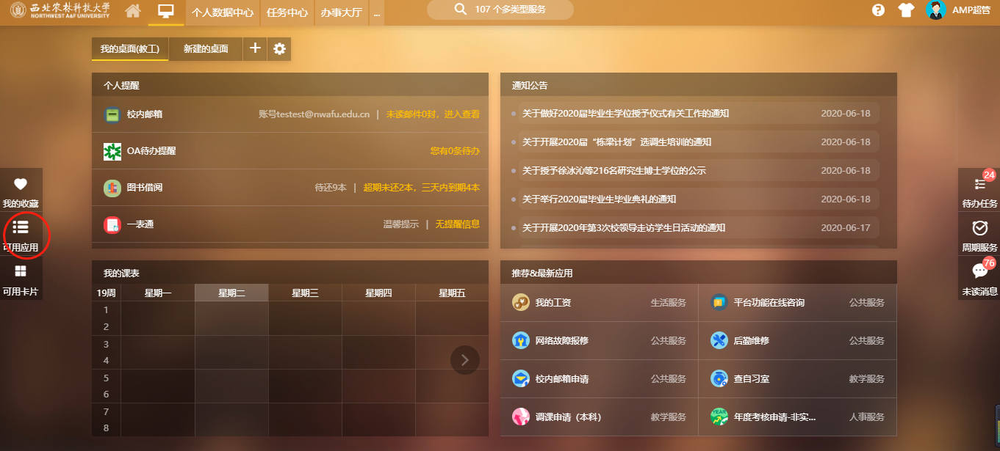 西北农林科技大学
NORTHWEST A&F UNIVERSITY
个人数据中心 任务中心 办事大厅 ...
107 个多类型服务
AMP超管
我的桌面(教工) 新建的桌面
个人提醒
校内邮箱 账号testest@nwafu.edu.cn | 未读邮件0封，进入查看
OA待办提醒 您有0条待办
图书借阅 待还9本 | 超期未还2本，三天内到期4本
一表通 温馨提示 | 无提醒信息
通知公告
关于做好2020届毕业生学位授予仪式有关工作的通知 2020-06-18
关于开展2020届“栋梁计划”选调生培训的通知 2020-06-18
关于授予徐冰沁等216名研究生博士学位的公示 2020-06-18
关于举行2020届毕业生毕业典礼的通知 2020-06-18
关于开展2020年第3次校领导走访学生日活动的通知 2020-06-17
我的收藏
可用应用
可用卡片
24
待办任务
周期服务
76
未读消息
我的课表
19周 星期一 星期二 星期三 星期四 星期五
1
2
3
4
5
6
7
8
推荐&最新应用
我的工资 生活服务 平台功能在线咨询 公共服务
网络故障报修 公共服务 后勤维修 公共服务
校内邮箱申请 公共服务 查自习室 教学服务
调课申请（本科） 教学服务 YEAR 年度考核申请-非实... 人事服务